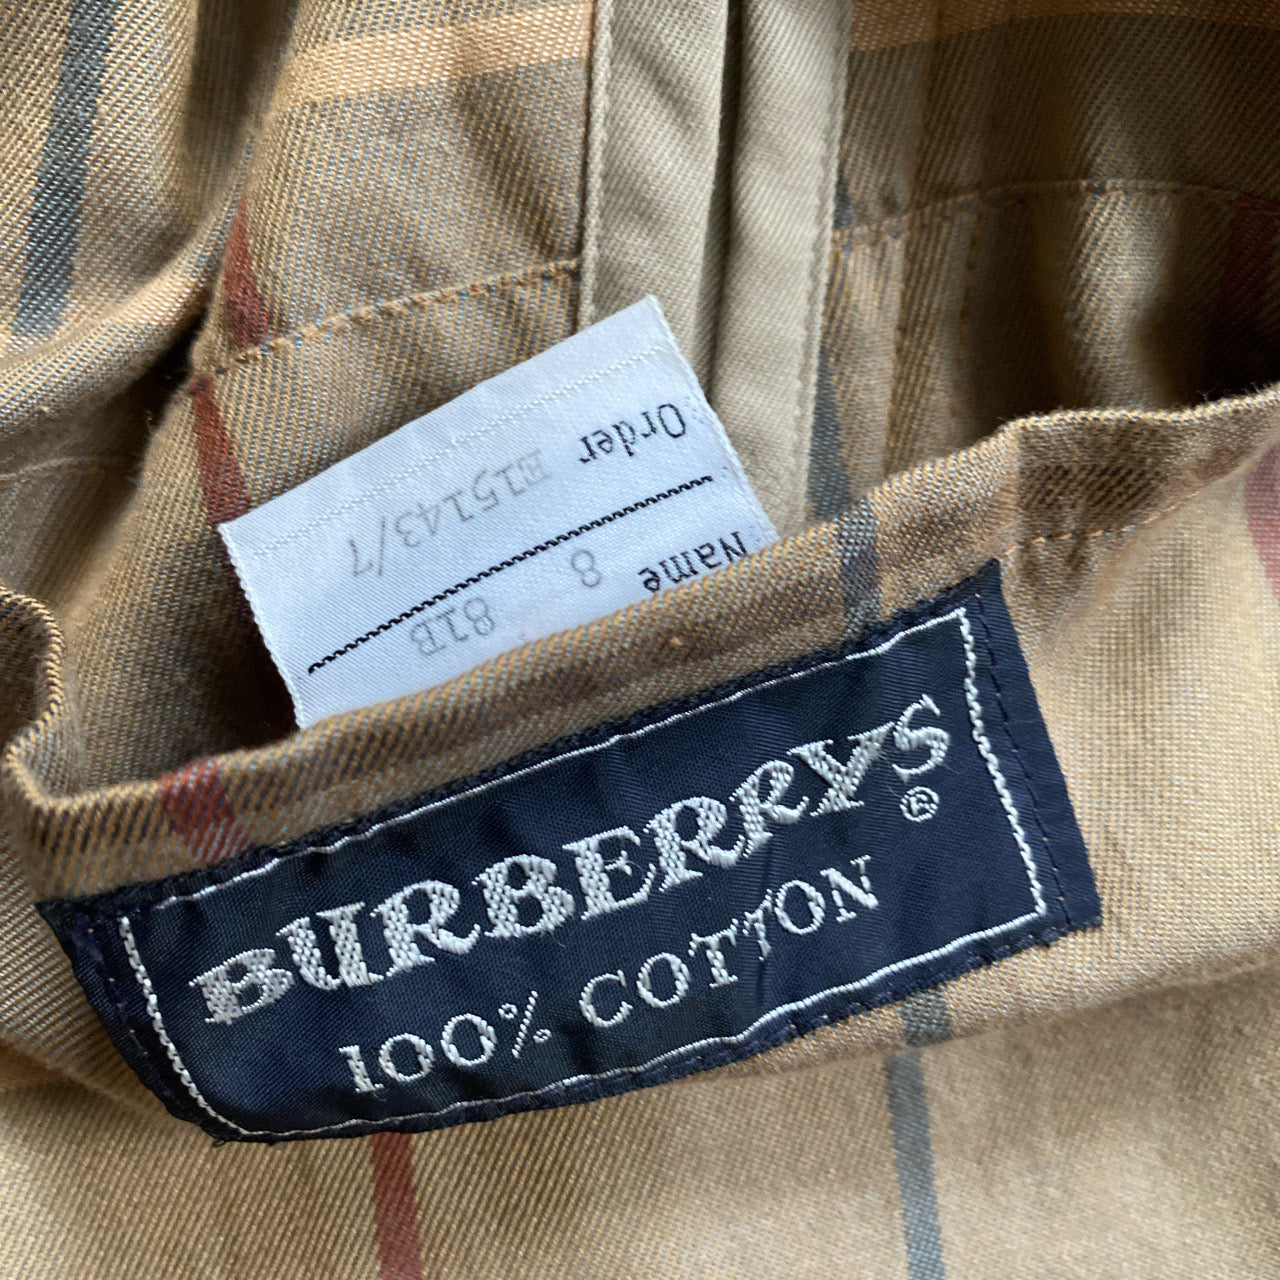 BURBERRYS®
100% COTTON
Name 8 81B
Order E15143/7